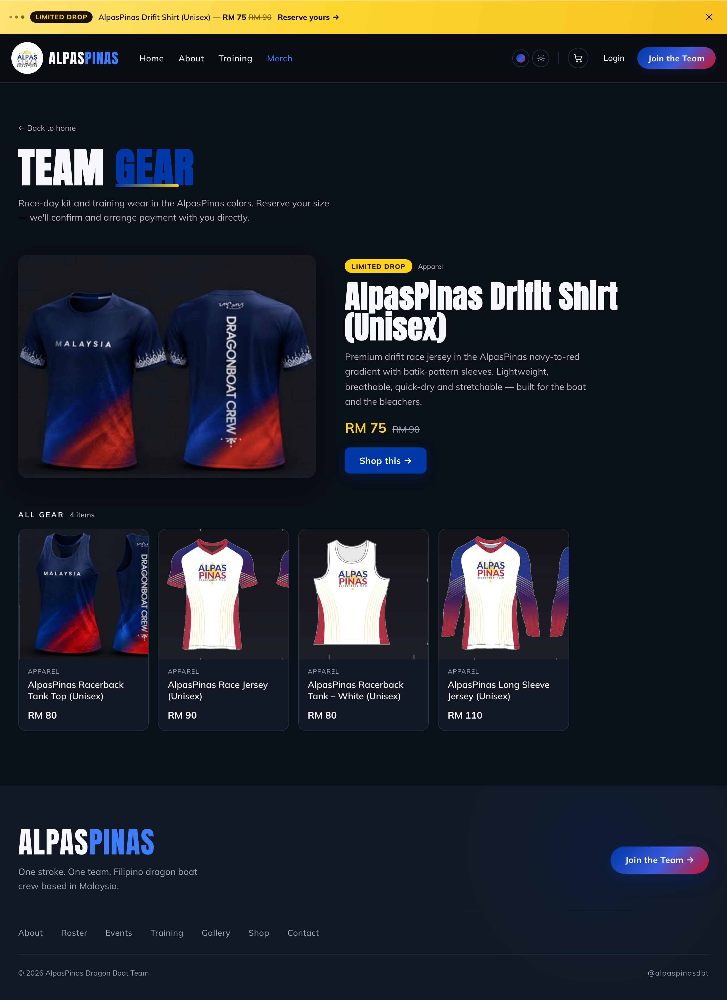 LIMITED DROP AlpasPinas Drifit Shirt (Unisex) — RM 75 RM 90 Reserve yours →
ALPAS
PINAS
DRAGONBOAT TEAM
(MALAYSIA)
ALPASPINAS Home About Training Merch Login Join the Team
← Back to home
TEAM GEAR
Race-day kit and training wear in the AlpasPinas colors. Reserve your size
— we'll confirm and arrange payment with you directly.
MALAYSIA
DRAGONBOAT CREW
LIMITED DROP Apparel
AlpasPinas Drifit Shirt
(Unisex)
Premium drifit race jersey in the AlpasPinas navy-to-red
gradient with batik-pattern sleeves. Lightweight,
breathable, quick-dry and stretchable — built for the boat
and the bleachers.
RM 75 RM 90
Shop this →
ALL GEAR 4 items
MALAYSIA
DRAGONBOAT CREW
APPAREL
AlpasPinas Racerback
Tank Top (Unisex)
RM 80
ALPAS
PINAS
DRAGONBOAT TEAM
APPAREL
AlpasPinas Race Jersey
(Unisex)
RM 90
ALPAS
PINAS
DRAGONBOAT TEAM
APPAREL
AlpasPinas Racerback
Tank – White (Unisex)
RM 80
ALPAS
PINAS
DRAGONBOAT TEAM
APPAREL
AlpasPinas Long Sleeve
Jersey (Unisex)
RM 110
ALPASPINAS
One stroke. One team. Filipino dragon boat
crew based in Malaysia.
Join the Team →
About Roster Events Training Gallery Shop Contact
© 2026 AlpasPinas Dragon Boat Team
@alpaspinasdbt